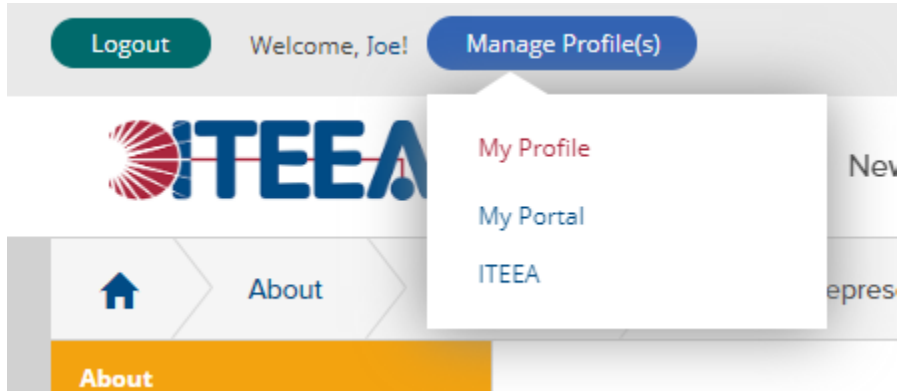 Logout Welcome, Joe! Manage Profile(s)
ITEEA
My Profile
My Portal
ITEEA
About
About